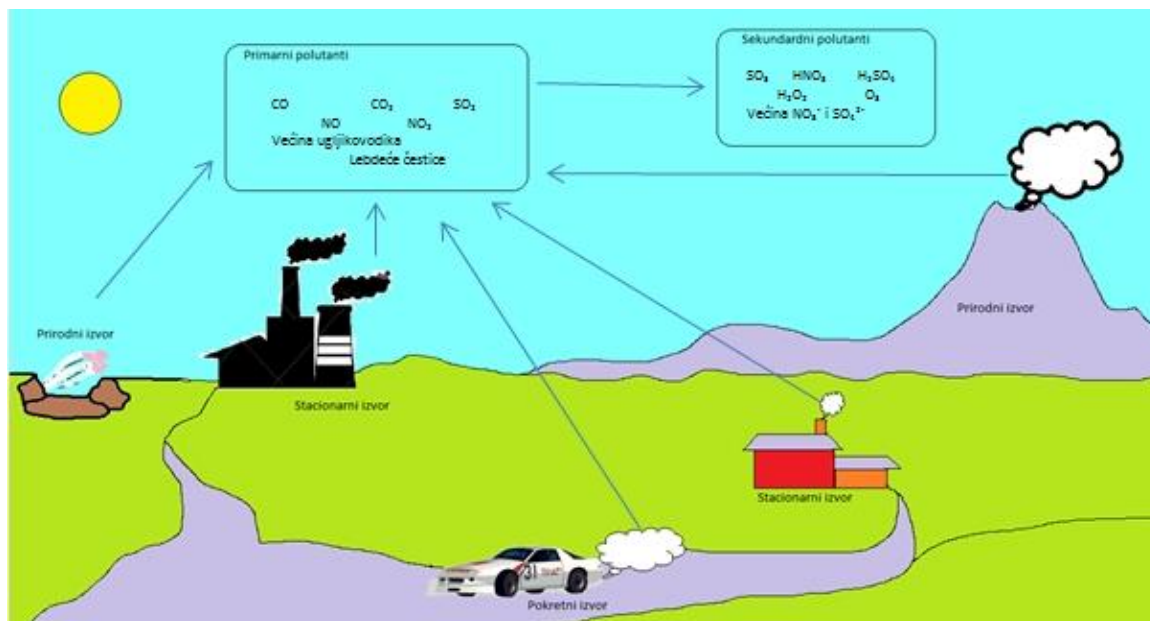 Primarni polutanti
CO CO₂ SO₂
NO NO₂
Većina ugljikovodika
Lebdeće čestice
Sekundardni polutanti
SO₃ HNO₃ H₂SO₄
H₂O₂ O₃
Većina NO₃⁻ i SO₄²⁻
Prirodni izvor
Prirodni izvor
Stacionarni izvor
Stacionarni izvor
31
Pokretni izvor